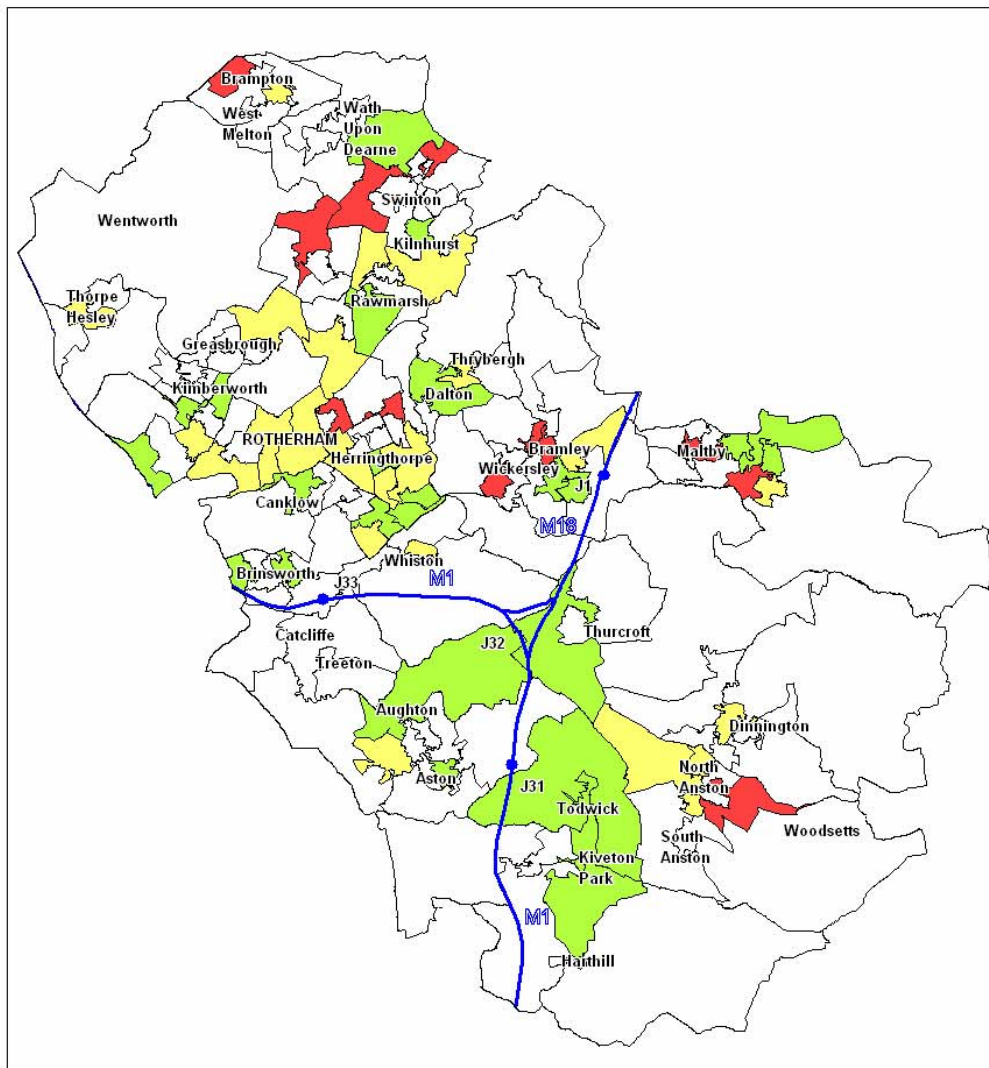 Brampton
West
Melton
Wath
Upon
Dearne
Swinton
Wentworth
Kilnhurst
Thorpe
Hesley
Rawmarsh
Greasbrough
Thrybergh
Kimberworth
Dalton
ROTHERHAM
Bramley
Maltby
Herringthorpe
Wickersley
J1
Canklow
M18
Whiston
Brinsworth
J33
M1
Catcliffe
Thurcroft
J32
Treeton
Aughton
Dinnington
Aston
J31
North
Anston
Todwick
Woodsetts
South
Anston
Kiveton
Park
M1
Harthill